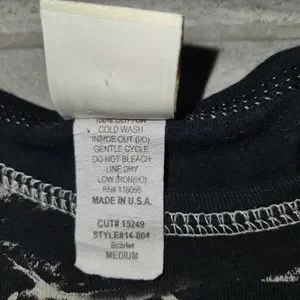 100% COTTON
COLD WASH
INSIDE OUT (I/O)
GENTLE CYCLE
DO NOT BLEACH
LINE DRY
LOW IRON(I/O)
RN# 116056
MADE IN U.S.A.
CUT# 15249
STYLE#14-864
Scarlet
MEDIUM